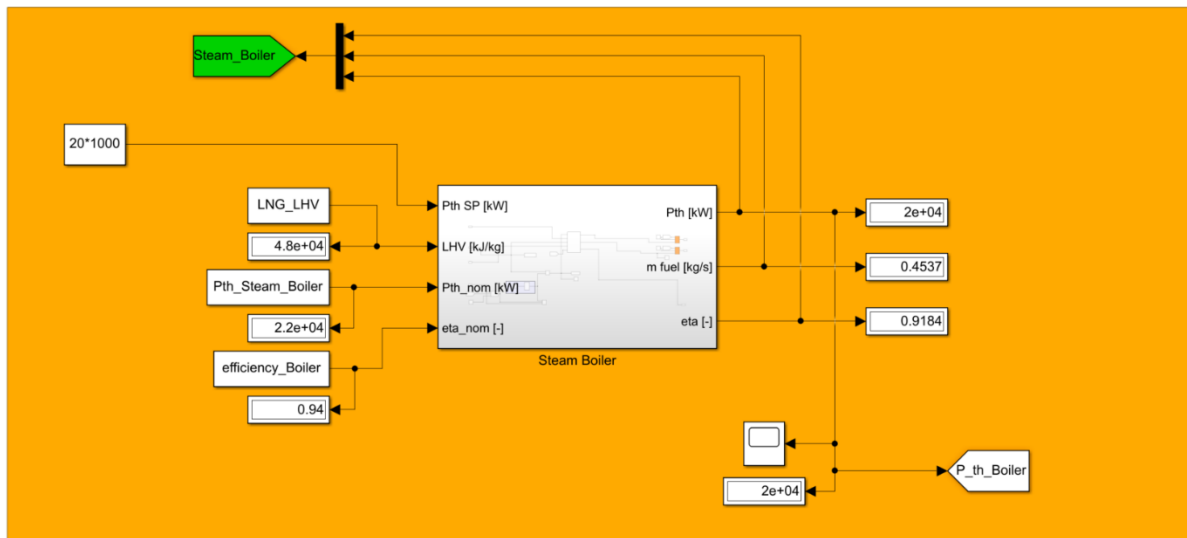 Steam_Boiler
20*1000
LNG_LHV
4.8e+04
Pth_Steam_Boiler
2.2e+04
efficiency_Boiler
0.94
Pth SP [kW]
LHV [kJ/kg]
Pth_nom [kW]
eta_nom [-]
Pth [kW]
m fuel [kg/s]
eta [-]
Steam Boiler
2e+04
0.4537
0.9184
2e+04
P_th_Boiler